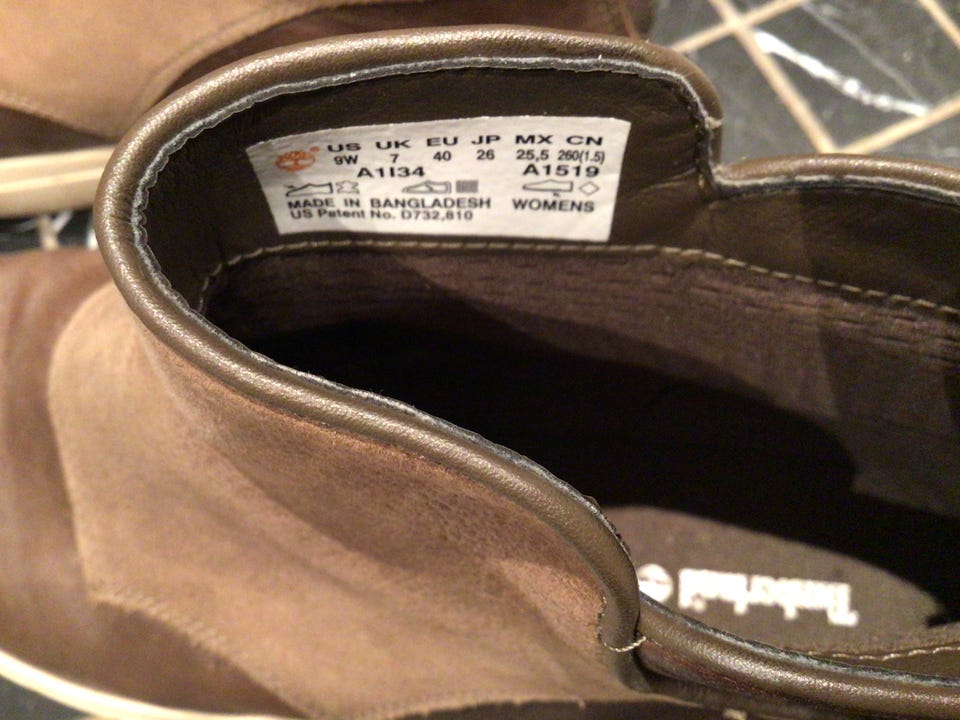 US UK EU JP MX CN
9W 7 40 26 25,5 260(1.5)
A1I34 A1519
MADE IN BANGLADESH WOMENS
US Patent No. D732,810
Timberland